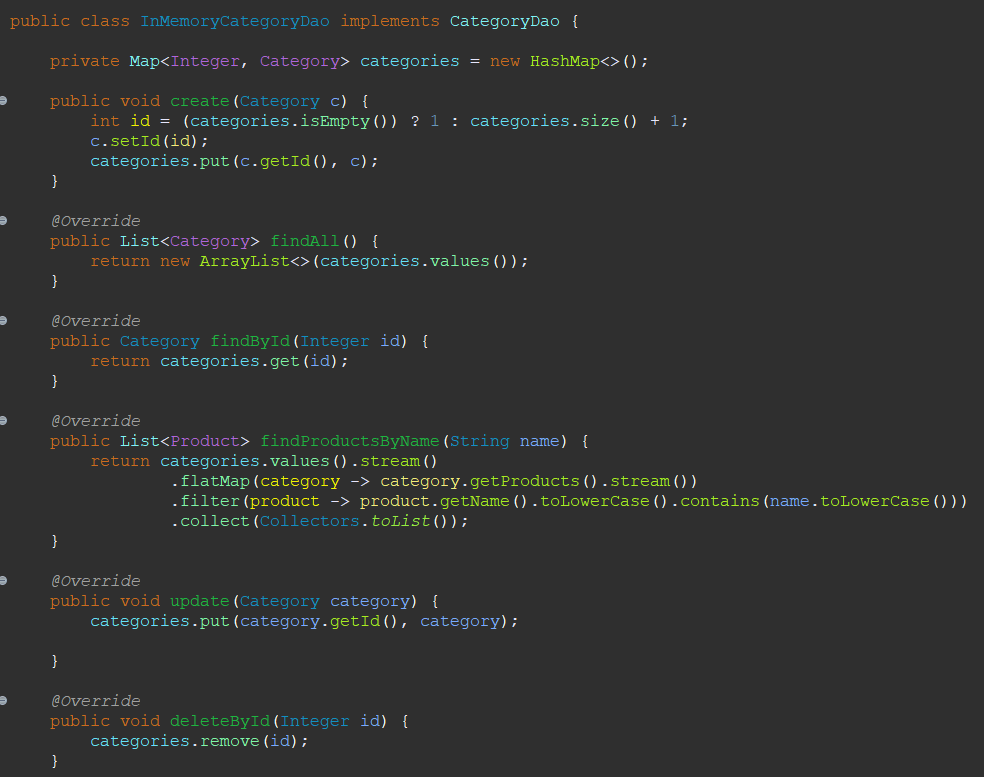 public class InMemoryCategoryDao implements CategoryDao {

    private Map<Integer, Category> categories = new HashMap<>();

    public void create(Category c) {
        int id = (categories.isEmpty()) ? 1 : categories.size() + 1;
        c.setId(id);
        categories.put(c.getId(), c);
    }

    @Override
    public List<Category> findAll() {
        return new ArrayList<>(categories.values());
    }

    @Override
    public Category findById(Integer id) {
        return categories.get(id);
    }

    @Override
    public List<Product> findProductsByName(String name) {
        return categories.values().stream()
                .flatMap(category -> category.getProducts().stream())
                .filter(product -> product.getName().toLowerCase().contains(name.toLowerCase()))
                .collect(Collectors.toList());
    }

    @Override
    public void update(Category category) {
        categories.put(category.getId(), category);

    }

    @Override
    public void deleteById(Integer id) {
        categories.remove(id);
    }